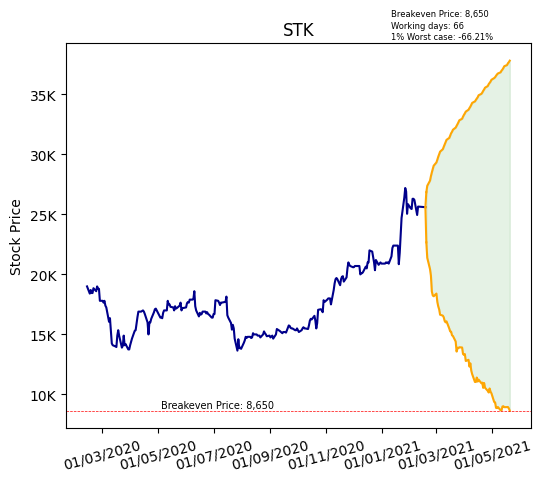 Breakeven Price: 8,650
Working days: 66
1% Worst case: -66.21%
STK
Stock Price
35K
30K
25K
20K
15K
10K
Breakeven Price: 8,650
01/03/2020
01/05/2020
01/07/2020
01/09/2020
01/11/2020
01/01/2021
01/03/2021
01/05/2021